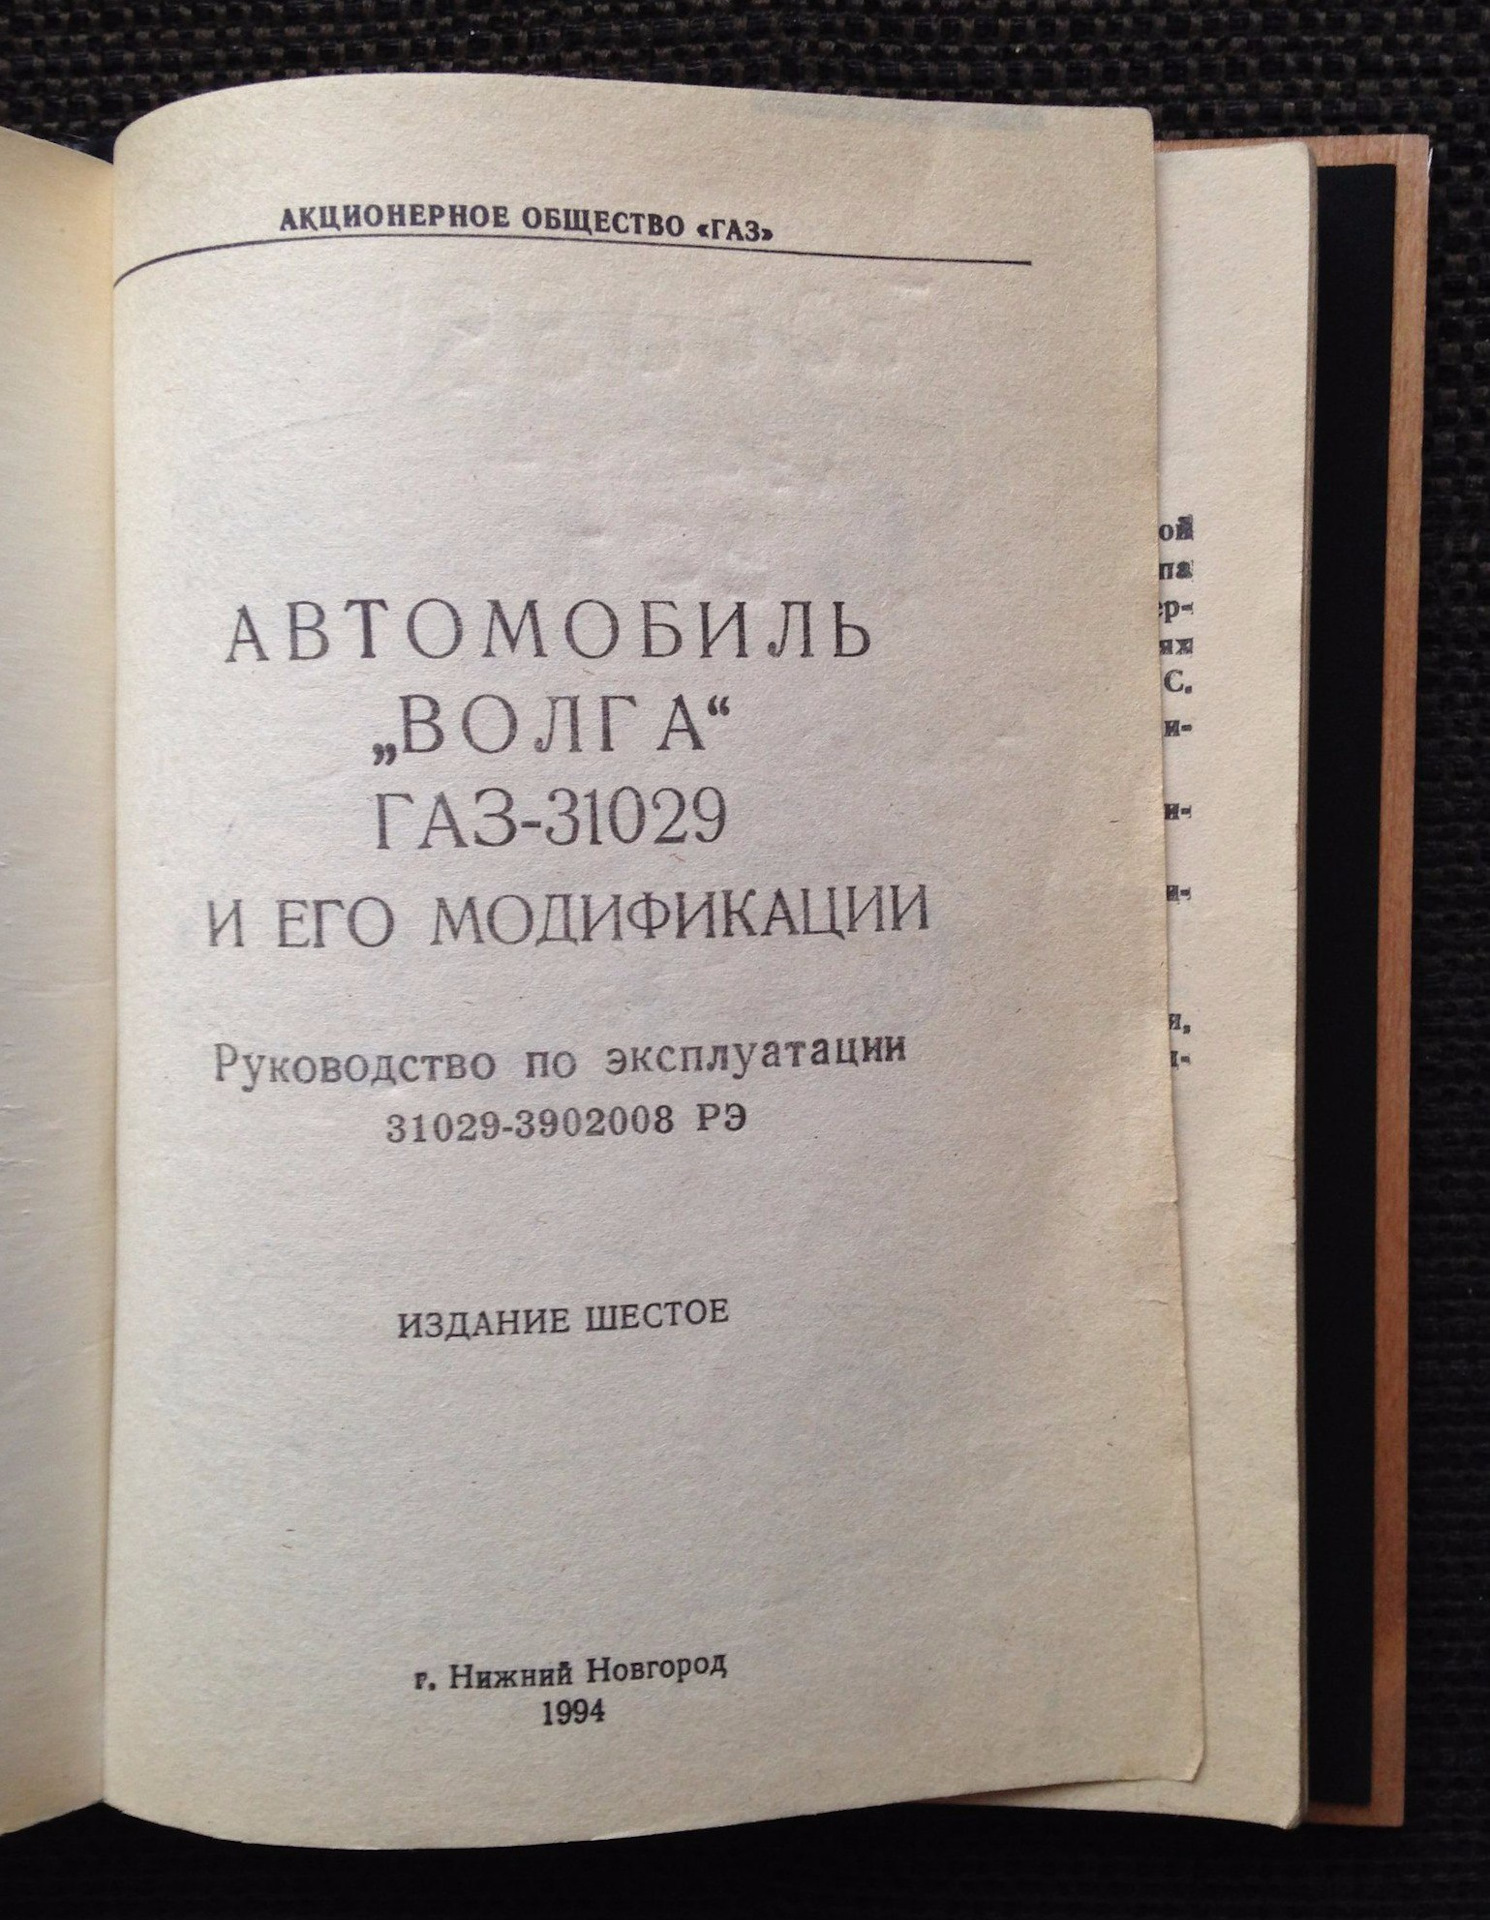 АКЦИОНЕРНОЕ ОБЩЕСТВО «ГАЗ»
АВТОМОБИЛЬ
„ВОЛГА“
ГАЗ-31029
И ЕГО МОДИФИКАЦИИ
Руководство по эксплуатации
31029-3902008 РЭ
ИЗДАНИЕ ШЕСТОЕ
г. Нижний Новгород
1994